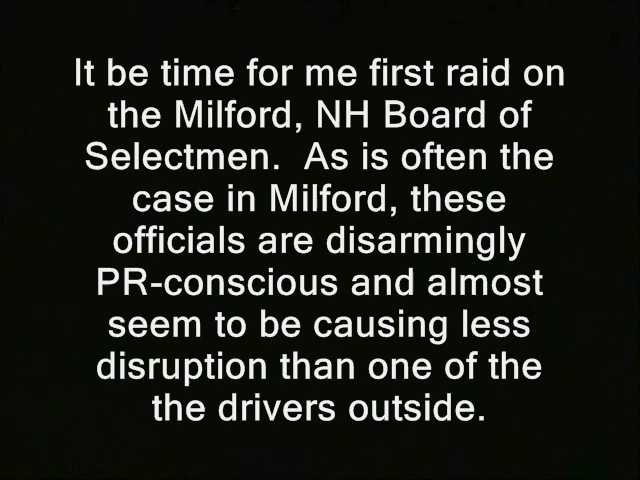 It be time for me first raid on
the Milford, NH Board of
Selectmen.  As is often the
case in Milford, these
officials are disarmingly
PR-conscious and almost
seem to be causing less
disruption than one of the
the drivers outside.